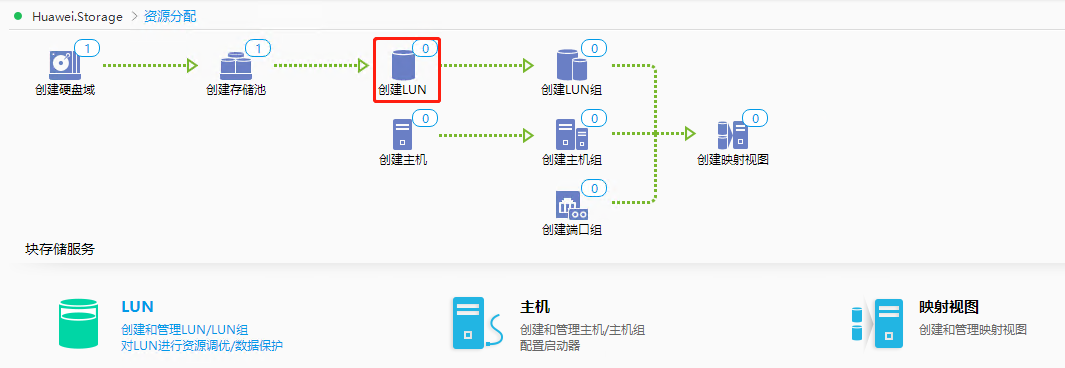 Huawei.Storage > 资源分配
1 1 0 0
创建硬盘域 创建存储池 创建LUN 创建LUN组
0 0 0
创建主机 创建主机组 创建映射视图
0
创建端口组
块存储服务
LUN
创建和管理LUN/LUN组
对LUN进行资源调优/数据保护
主机
创建和管理主机/主机组
配置启动器
映射视图
创建和管理映射视图